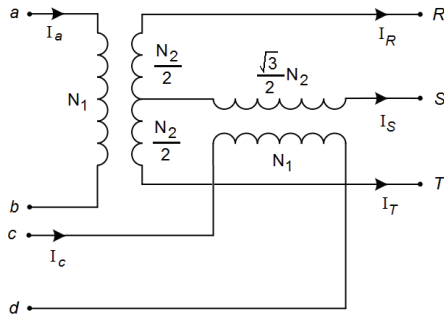 a
I_a
N_1
N_2/2
N_2/2
√3/2 N_2
R
I_R
S
I_S
N_1
T
I_T
b
c
I_c
d